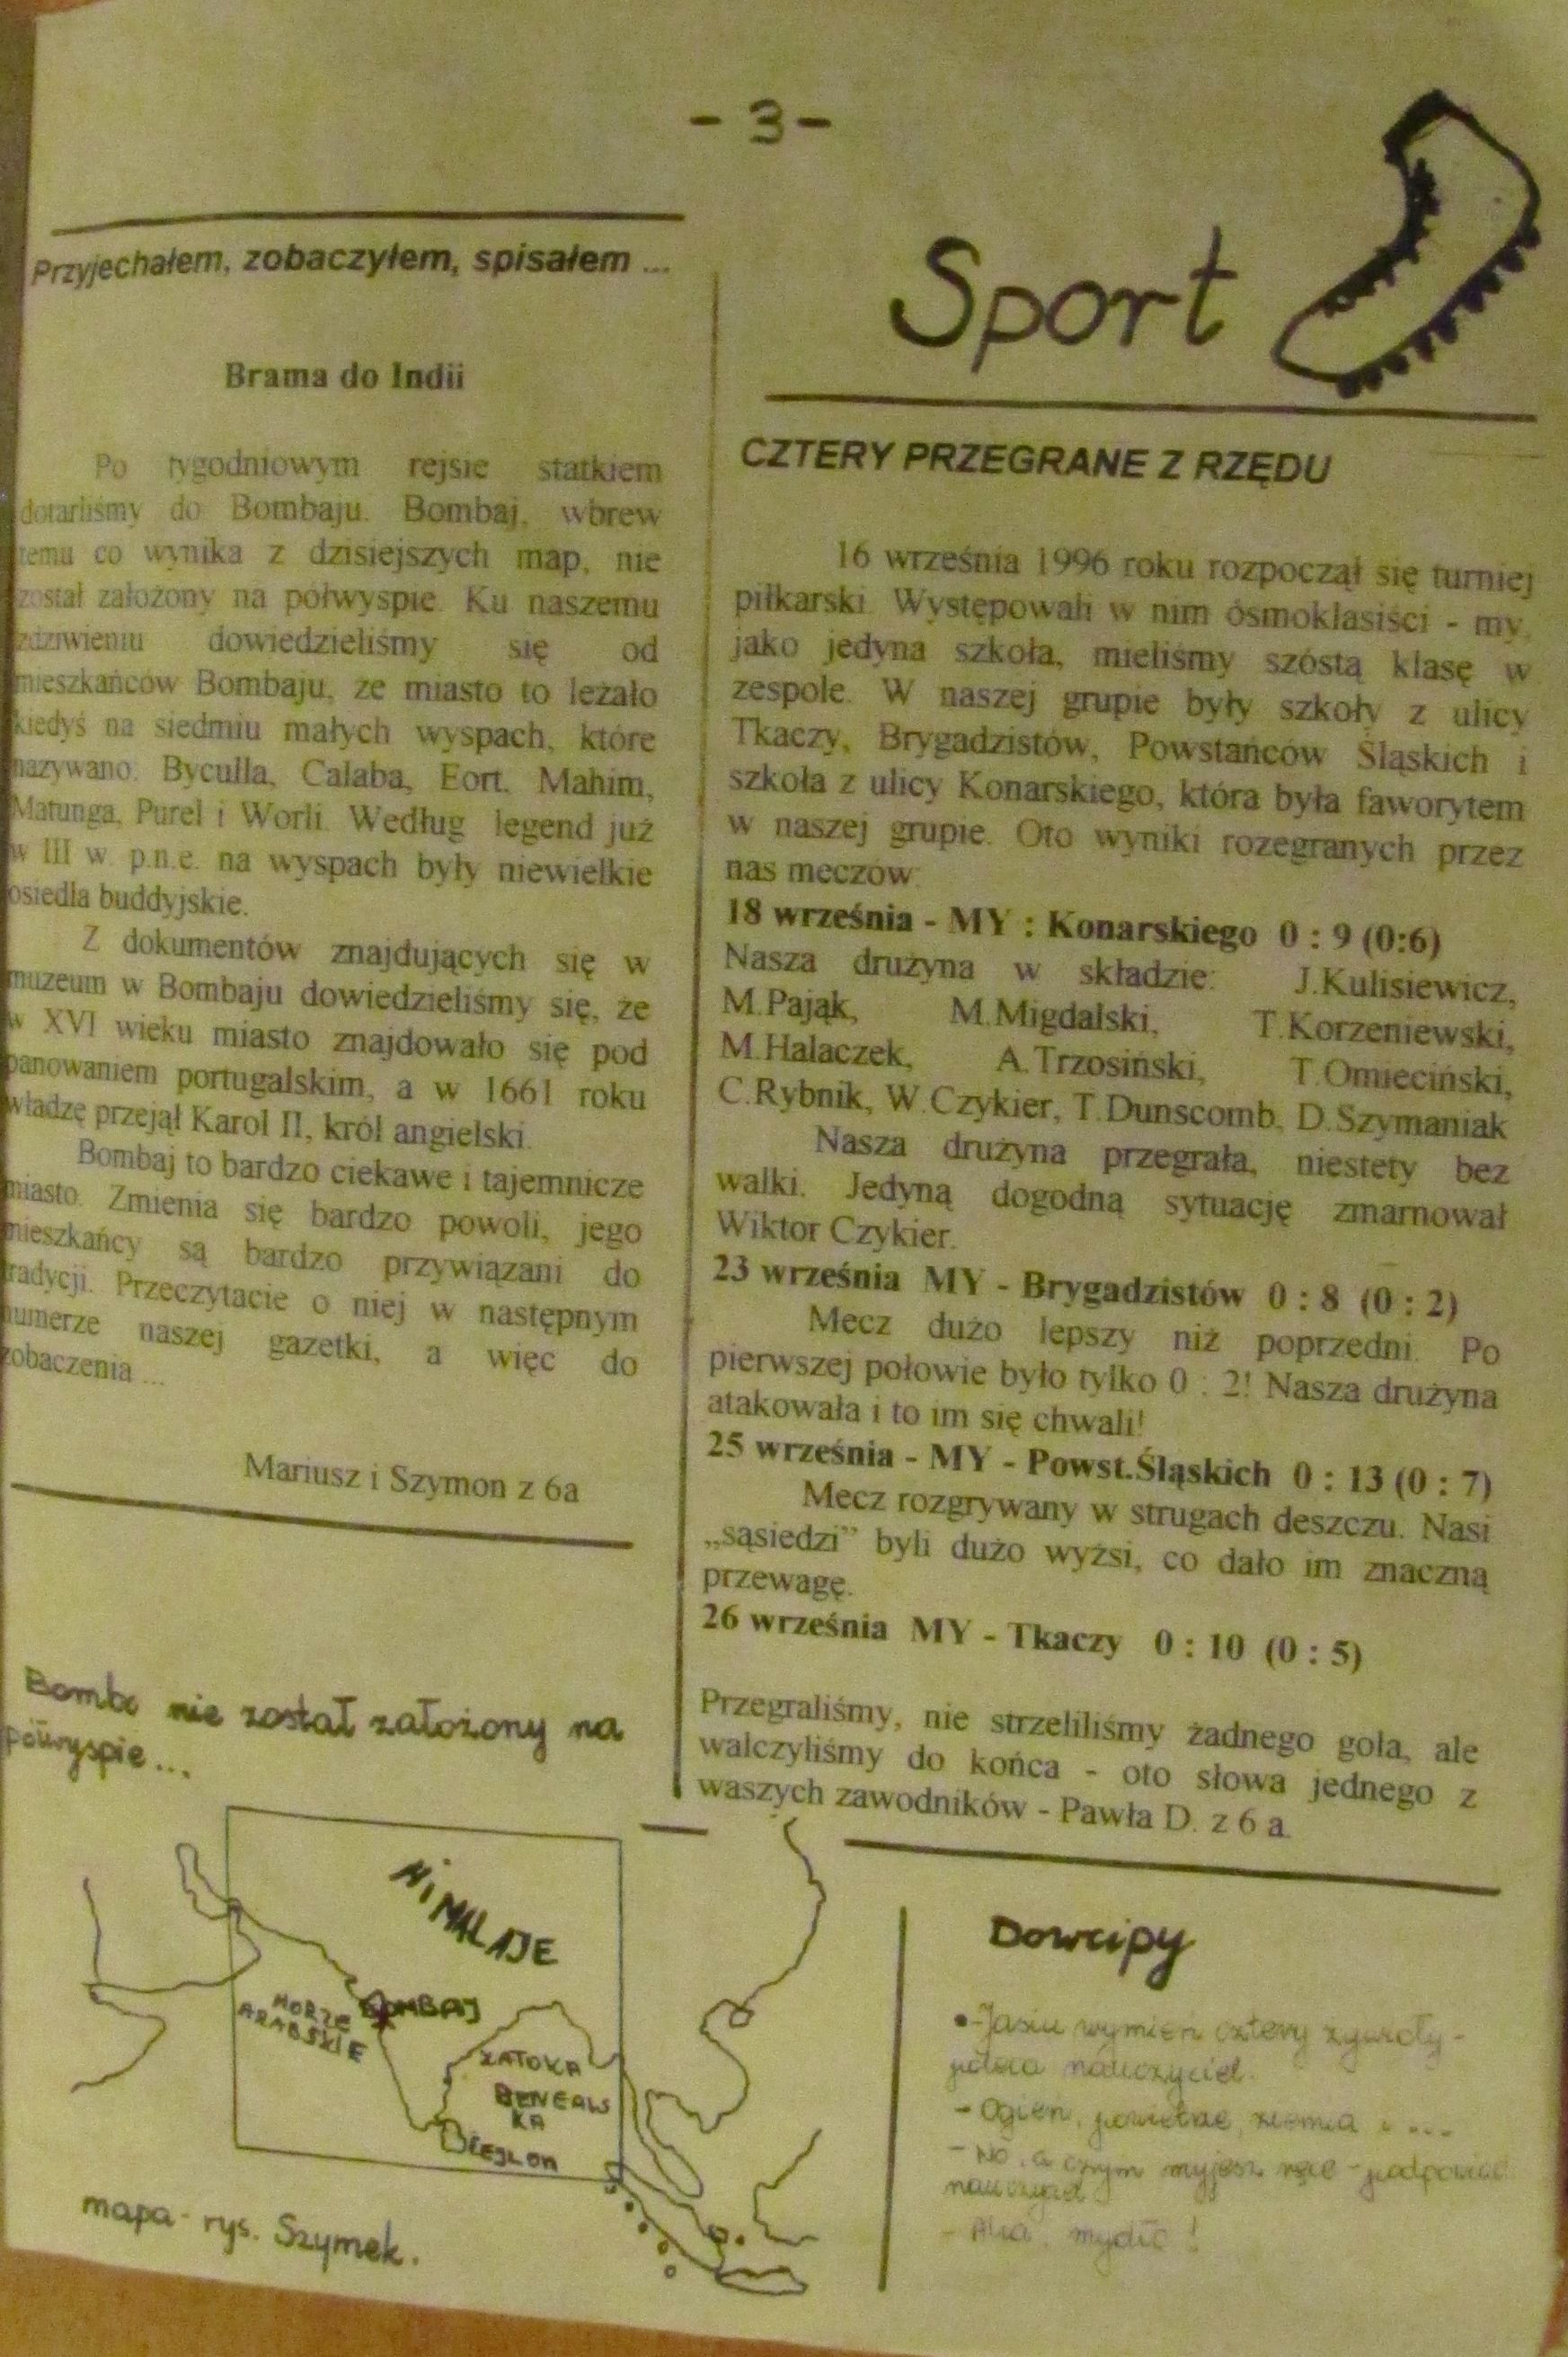 - 3 -
Przyjechałem, zobaczyłem, spisałem ...
Brama do Indii
Po tygodniowym rejsie statkiem
dotarliśmy do Bombaju. Bombaj, wbrew
temu co wynika z dzisiejszych map, nie
został założony na półwyspie. Ku naszemu
zdziwieniu dowiedzieliśmy się od
mieszkańców Bombaju, że miasto to leżało
kiedyś na siedmiu małych wyspach, które
nazywano: Byculla, Calaba, Eort, Mahim,
Matunga, Purel i Worli. Według legend już
w III w. p.n.e. na wyspach były niewielkie
osiedla buddyjskie.
Z dokumentów znajdujących się w
muzeum w Bombaju dowiedzieliśmy się, że
w XVI wieku miasto znajdowało się pod
panowaniem portugalskim, a w 1661 roku
władzę przejął Karol II, król angielski.
Bombaj to bardzo ciekawe i tajemnicze
miasto. Zmienia się bardzo powoli, jego
mieszkańcy są bardzo przywiązani do
tradycji. Przeczytacie o niej w następnym
numerze naszej gazetki, a więc do
zobaczenia ...
Mariusz i Szymon z 6a
nie został założony na
półwyspie...
HIMALAJE
MORZE
ARABSKIE
BOMBAJ
ZATOKA
BENGALS
KA
CEJLON
mapa - rys. Szymek.
Sport
CZTERY PRZEGRANE Z RZĘDU
16 września 1996 roku rozpoczął się turniej
piłkarski. Występowali w nim ósmoklasiści - my,
jako jedyna szkoła, mieliśmy szóstą klasę w
zespole. W naszej grupie były szkoły z ulicy
Tkaczy, Brygadzistów, Powstańców Śląskich i
szkoła z ulicy Konarskiego, która była faworytem
w naszej grupie. Oto wyniki rozegranych przez
nas meczów:
18 września - MY : Konarskiego 0 : 9 (0:6)
Nasza drużyna w składzie: J.Kulisiewicz,
M.Pająk, M.Migdalski, T.Korzeniewski,
M.Halaczek, A.Trzosiński, T.Omieciński,
C.Rybnik, W.Czykier, T.Dunscomb, D.Szymaniak
Nasza drużyna przegrała, niestety bez
walki. Jedyną dogodną sytuację zmarnował
Wiktor Czykier.
23 września MY - Brygadzistów 0 : 8 (0 : 2)
Mecz dużo lepszy niż poprzedni. Po
pierwszej połowie było tylko 0 : 2! Nasza drużyna
atakowała i to im się chwali!
25 września - MY - Powst.Śląskich 0 : 13 (0 : 7)
Mecz rozgrywany w strugach deszczu. Nasi
„sąsiedzi” byli dużo wyżsi, co dało im znaczną
przewagę.
26 września MY - Tkaczy 0 : 10 (0 : 5)
Przegraliśmy, nie strzeliliśmy żadnego gola, ale
walczyliśmy do końca - oto słowa jednego z
waszych zawodników - Pawła D. z 6 a.
Dowcipy
• - Jasiu wymień cztery żywioły -
nauczyciel.
- Ogień, powietrze, ziemia i ...
- No, a czym myjesz ręce - podpowiada
nauczyciel
- Aha, mydło!